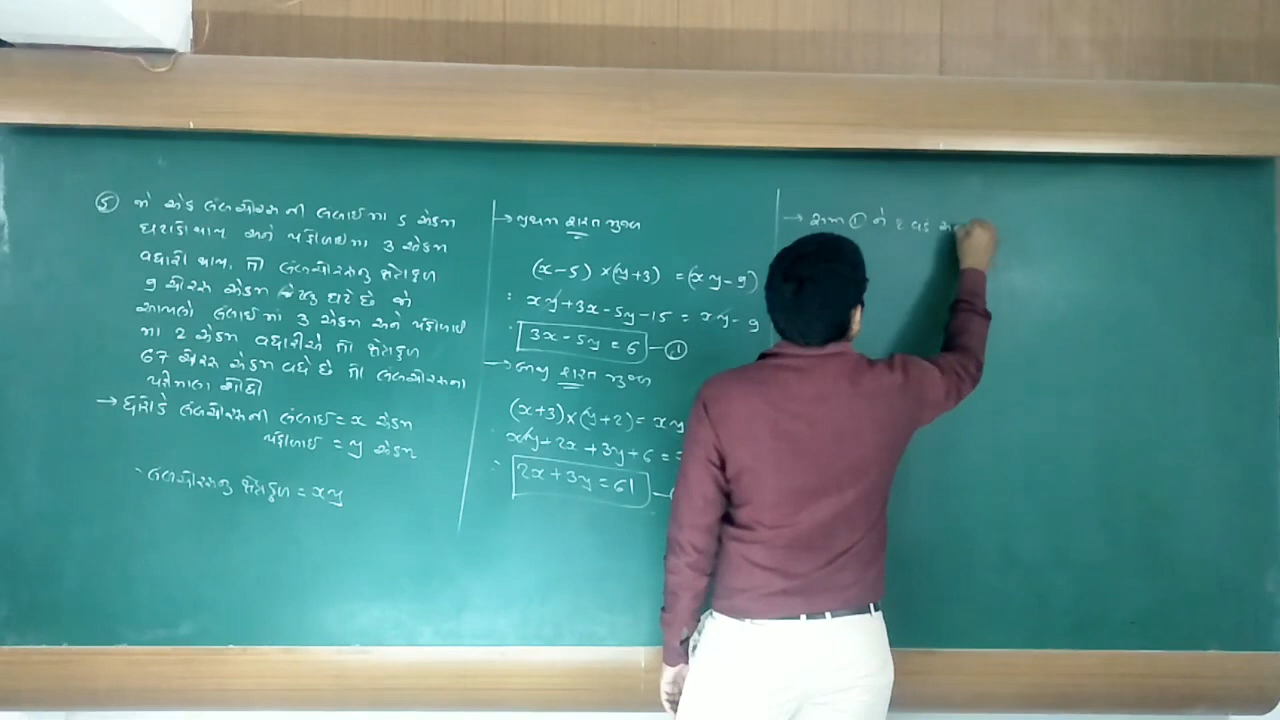 ⑤ જો એક લંબચોરસ ની લંબાઈમાં 5 એકમ
ઘટાડો થાય અને પહોળાઈમાં 3 એકમ
વધારો થાય, તો લંબચોરસનું ક્ષેત્રફળ
9 ચોરસ એકમ ઘટે છે જો
આપણે લંબાઈ માં 3 એકમ અને પહોળાઈ
માં 2 એકમ વધારીએ તો ક્ષેત્રફળ
67 ચોરસ એકમ વધે છે તો લંબચોરસના
પરિમાણ શોધો
→ ધારોકે લંબચોરસની લંબાઈ = x એકમ
પહોળાઈ = y એકમ
∴ લંબચોરસનું ક્ષેત્રફળ = xy
→ પ્રથમ શરત મુજબ
(x-5) × (y+3) = (xy-9)
∴ xy+3x-5y-15 = xy-9
∴ 3x-5y=6 —①
→ બીજી શરત મુજબ
(x+3)×(y+2) = xy
∴ xy+2x+3y+6 =
∴ 2x+3y=61 —
→ સમી ① ને 2 વડે